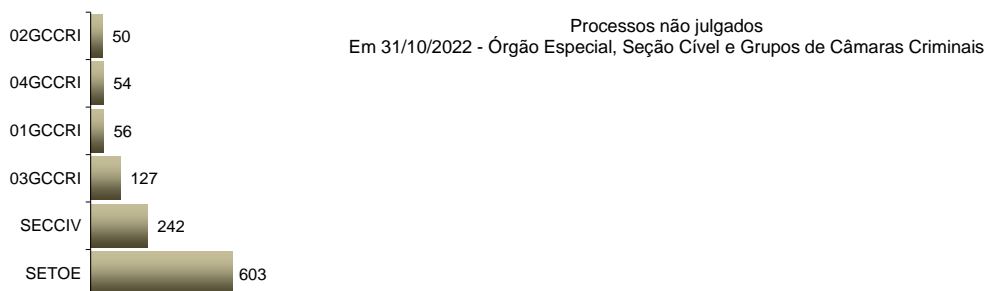 Processos não julgados
Em 31/10/2022 - Órgão Especial, Seção Cível e Grupos de Câmaras Criminais
02GCCRI 50
04GCCRI 54
01GCCRI 56
03GCCRI 127
SECCIV 242
SETOE 603